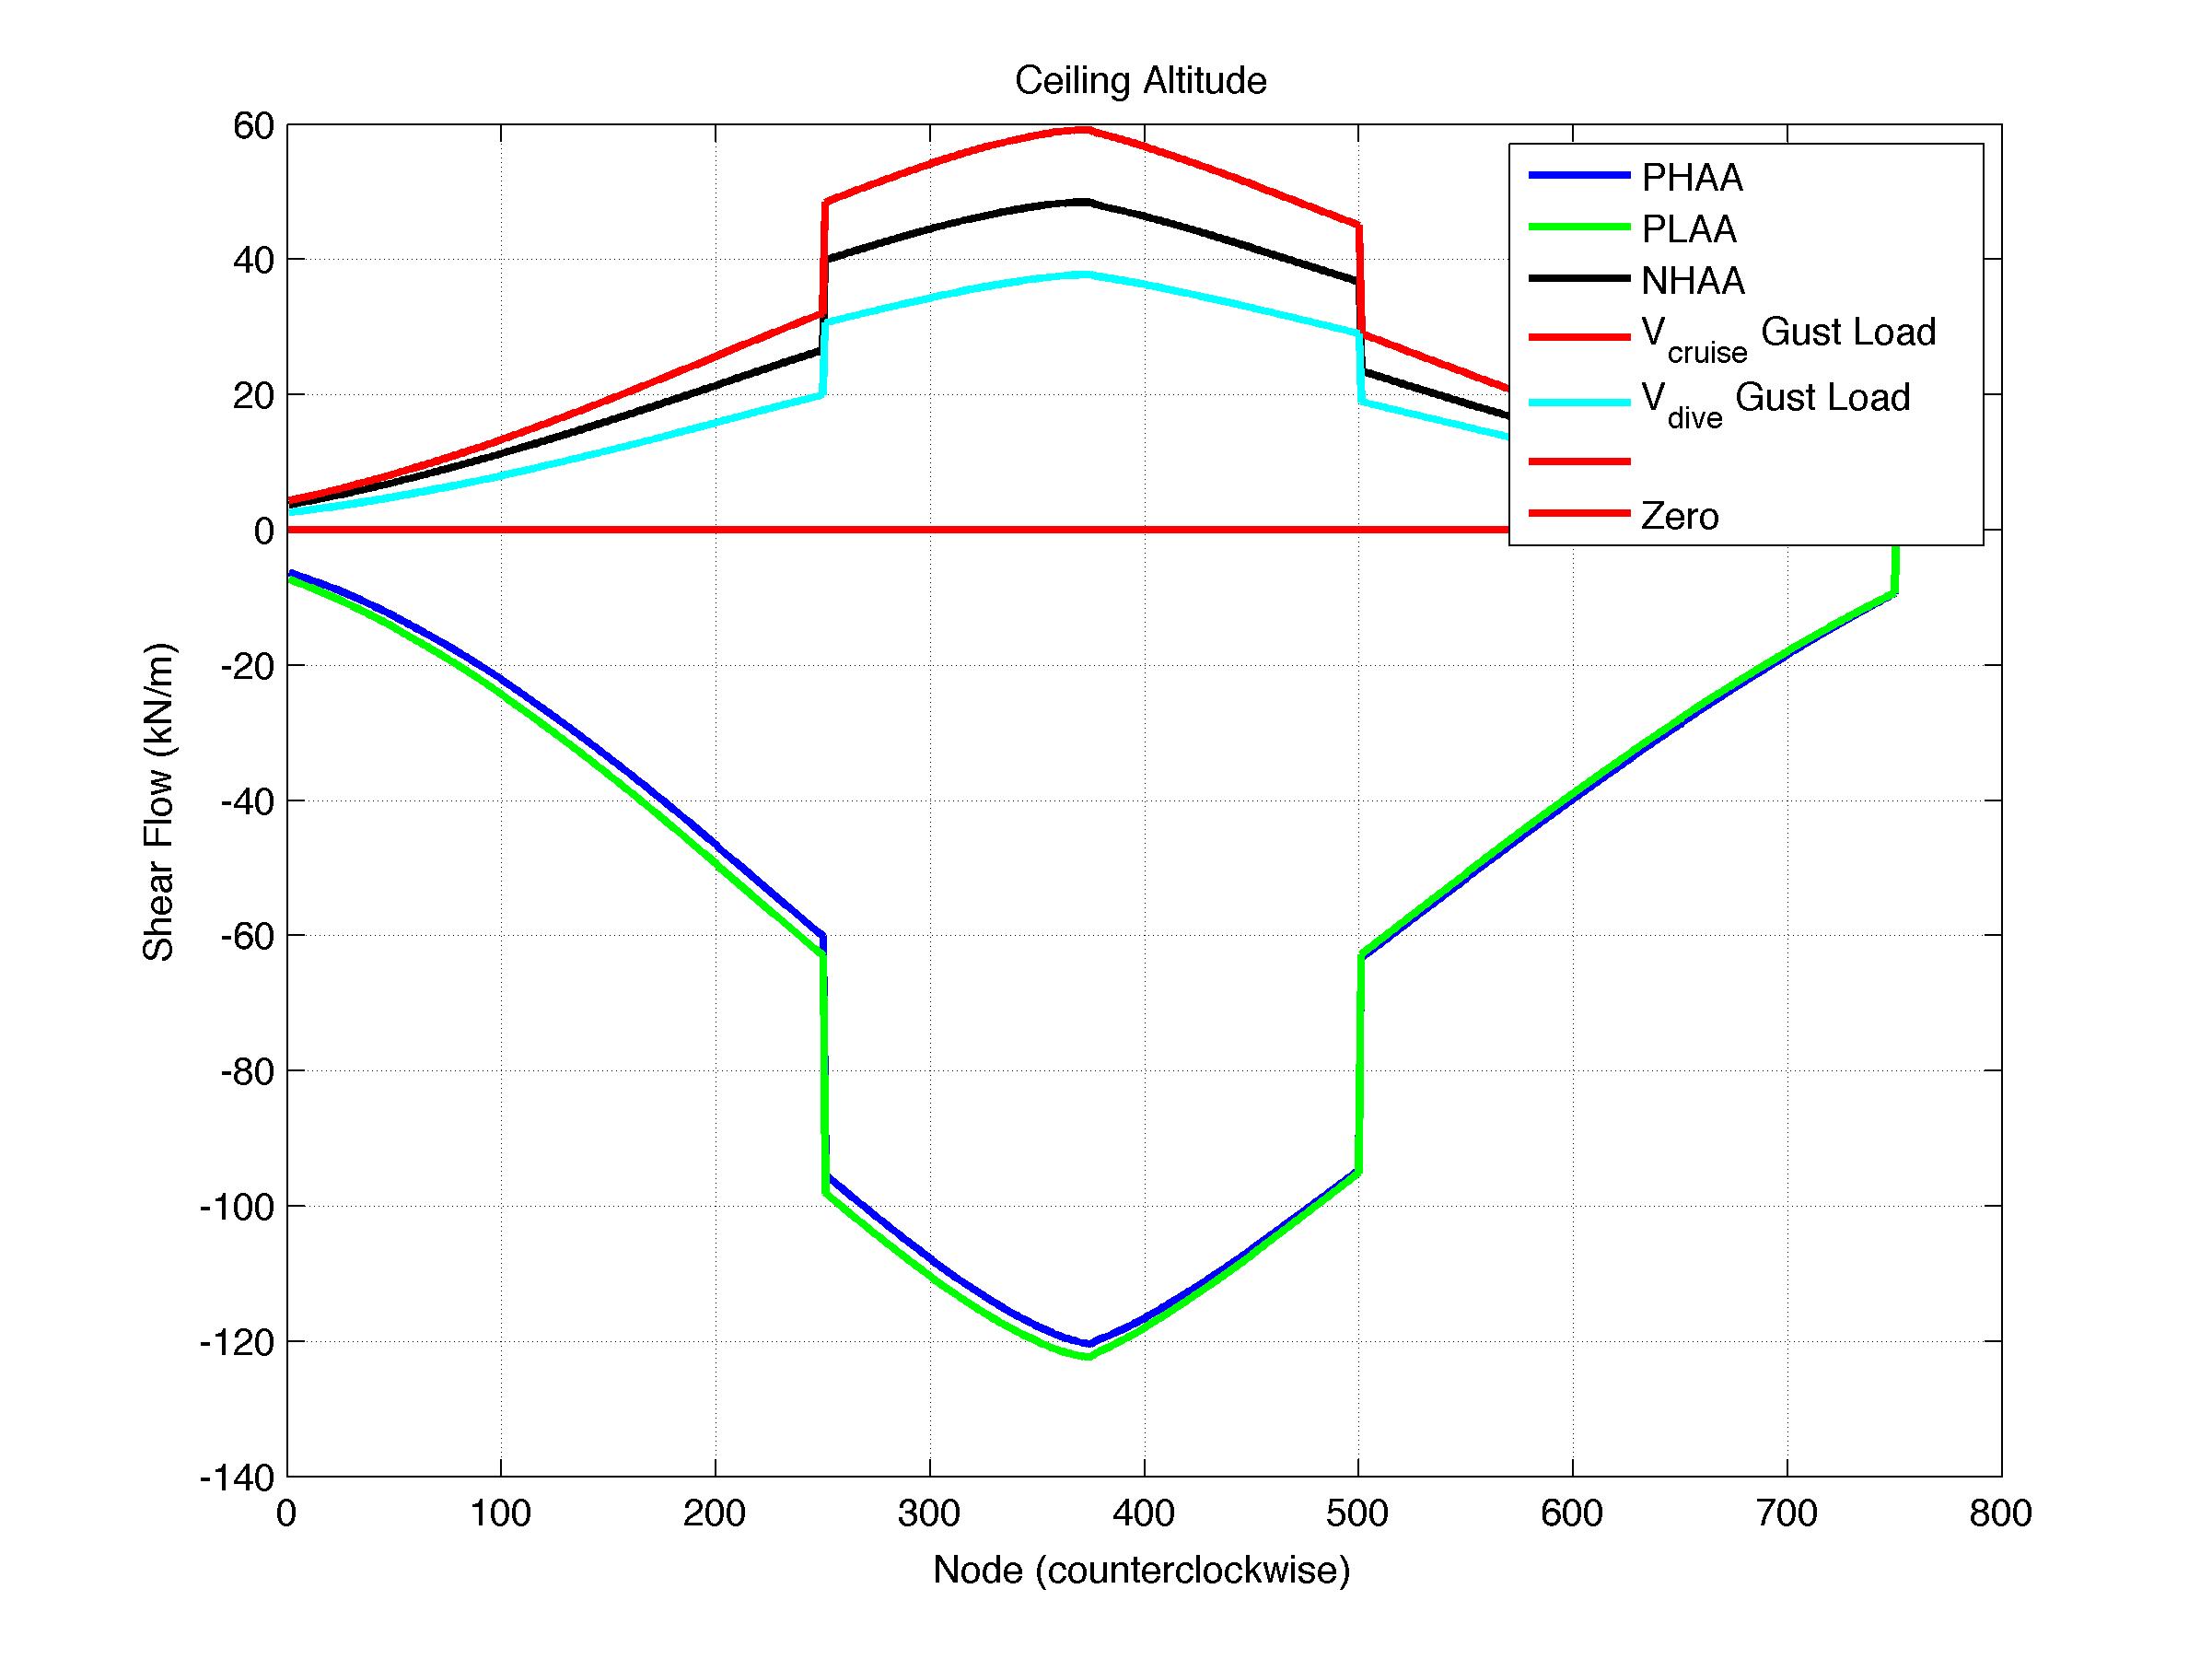 Ceiling Altitude
60
40
20
0
-20
-40
-60
-80
-100
-120
-140
Shear Flow (kN/m)
PHAA
PLAA
NHAA
Vcruise Gust Load
Vdive Gust Load
Zero
0 100 200 300 400 500 600 700 800
Node (counterclockwise)